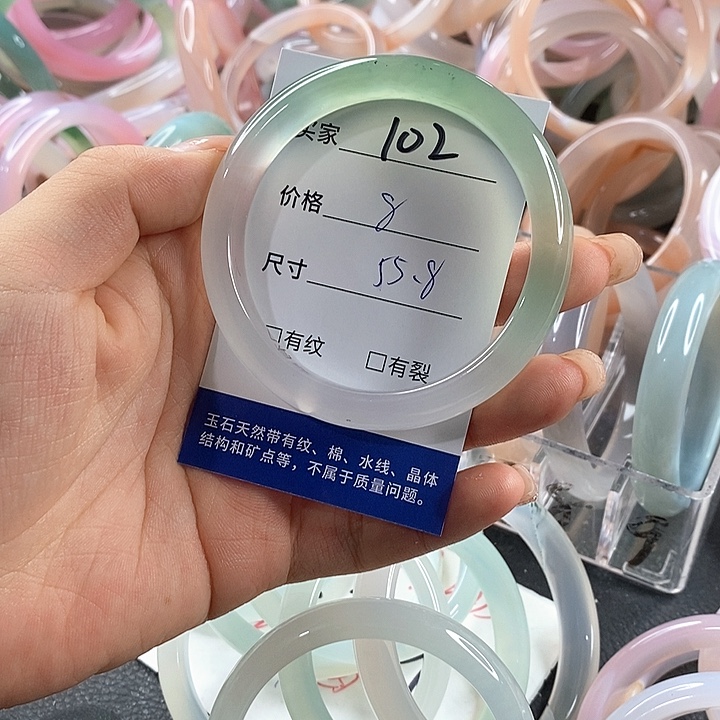 买家 102
价格 8
尺寸 55.8
□有纹 □有裂
玉石天然带有纹、棉、水线、晶体
结构和矿点等，不属于质量问题。